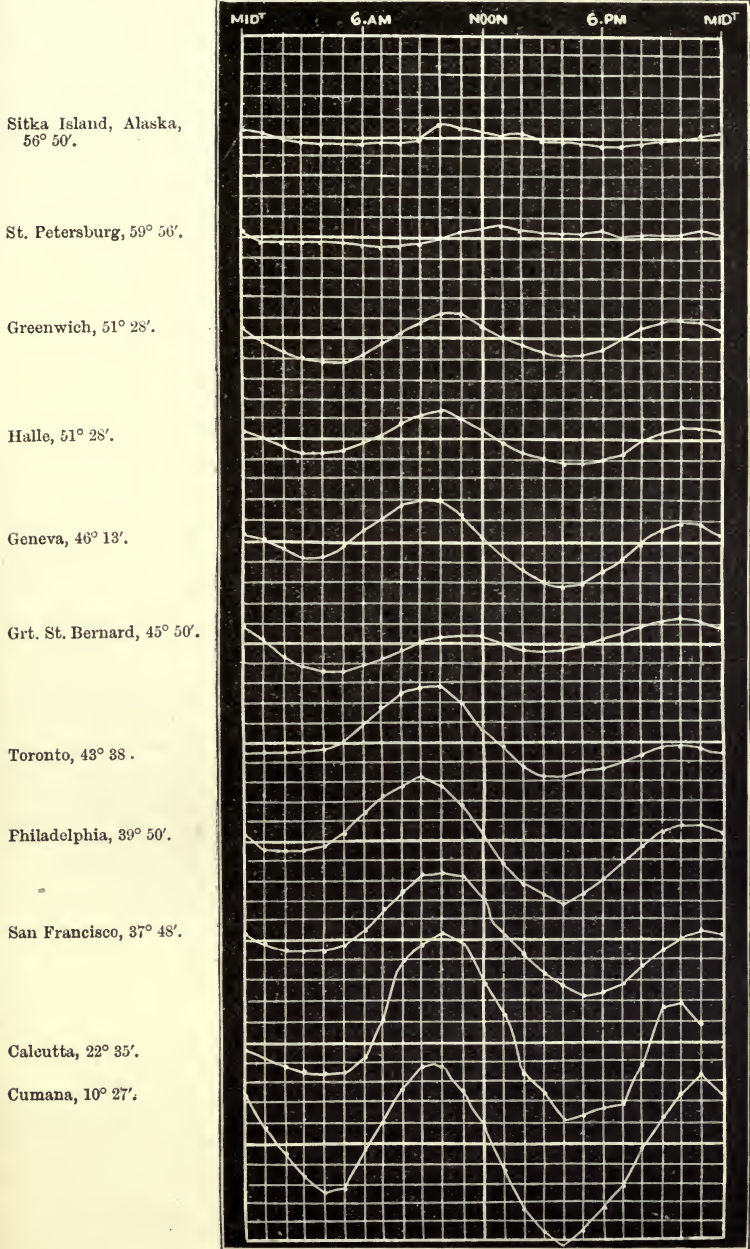 MIDT 6.AM NOON 6.PM MIDT
Sitka Island, Alaska,
56° 50′.
St. Petersburg, 59° 56′.
Greenwich, 51° 28′.
Halle, 51° 28′.
Geneva, 46° 13′.
Grt. St. Bernard, 45° 50′.
Toronto, 43° 38 .
Philadelphia, 39° 50′.
San Francisco, 37° 48′.
Calcutta, 22° 35′.
Cumana, 10° 27′.